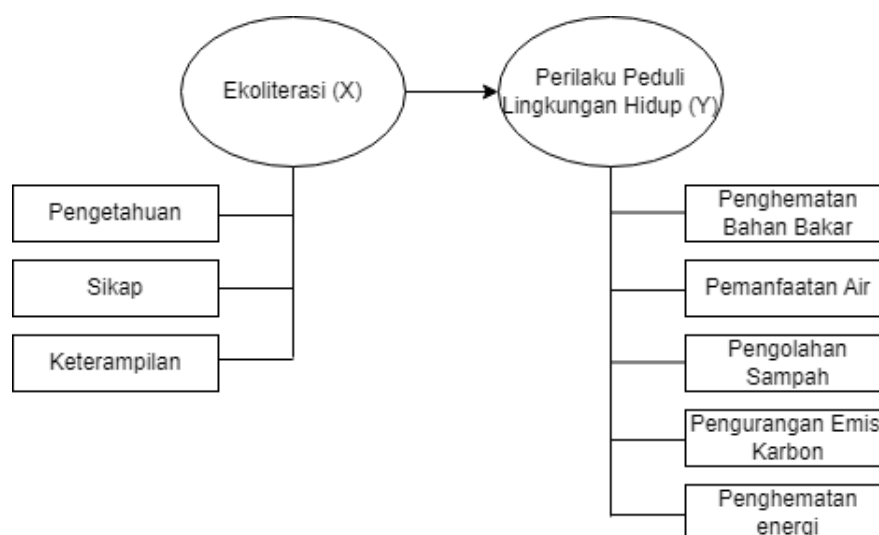 Ekoliterasi (X)
Perilaku Peduli
Lingkungan Hidup (Y)
Pengetahuan
Sikap
Keterampilan
Penghematan
Bahan Bakar
Pemanfaatan Air
Pengolahan
Sampah
Pengurangan Emis
Karbon
Penghematan
energi